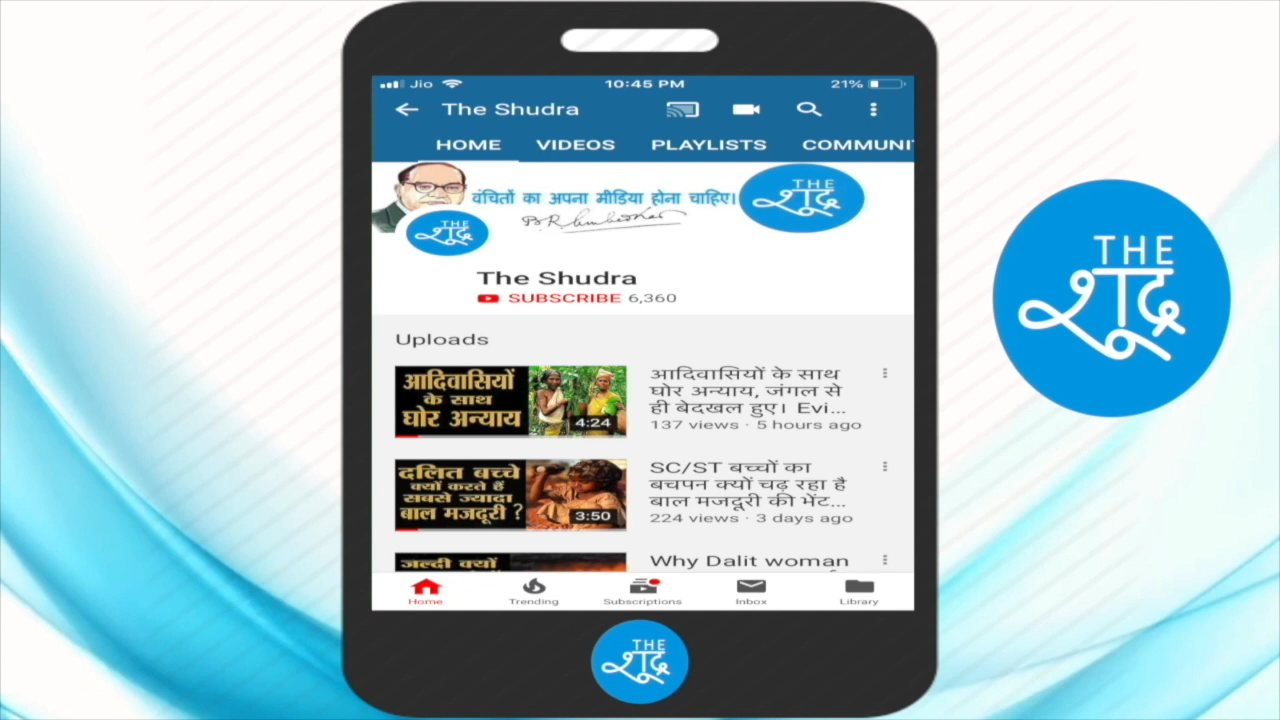 Jio 10:45 PM 21%
The Shudra
HOME VIDEOS PLAYLISTS COMMUNI
वंचितों का अपना मीडिया होना चाहिए।
THE
शूद्र
THE
शूद्र
The Shudra
SUBSCRIBE 6,360
Uploads
आदिवासियों
के साथ
घोर अन्याय
4:24
आदिवासियों के साथ
घोर अन्याय, जंगल से
ही बेदखल हुए। Evi...
137 views · 5 hours ago
दलित बच्चे
क्यों करते हैं
सबसे ज्यादा
बाल मजदूरी ?
3:50
SC/ST बच्चों का
बचपन क्यों चढ़ रहा है
बाल मजदूरी की भेंट...
224 views · 3 days ago
जल्दी क्यों
Why Dalit woman
Home Trending Subscriptions Inbox Library
THE
शूद्र
THE
शूद्र